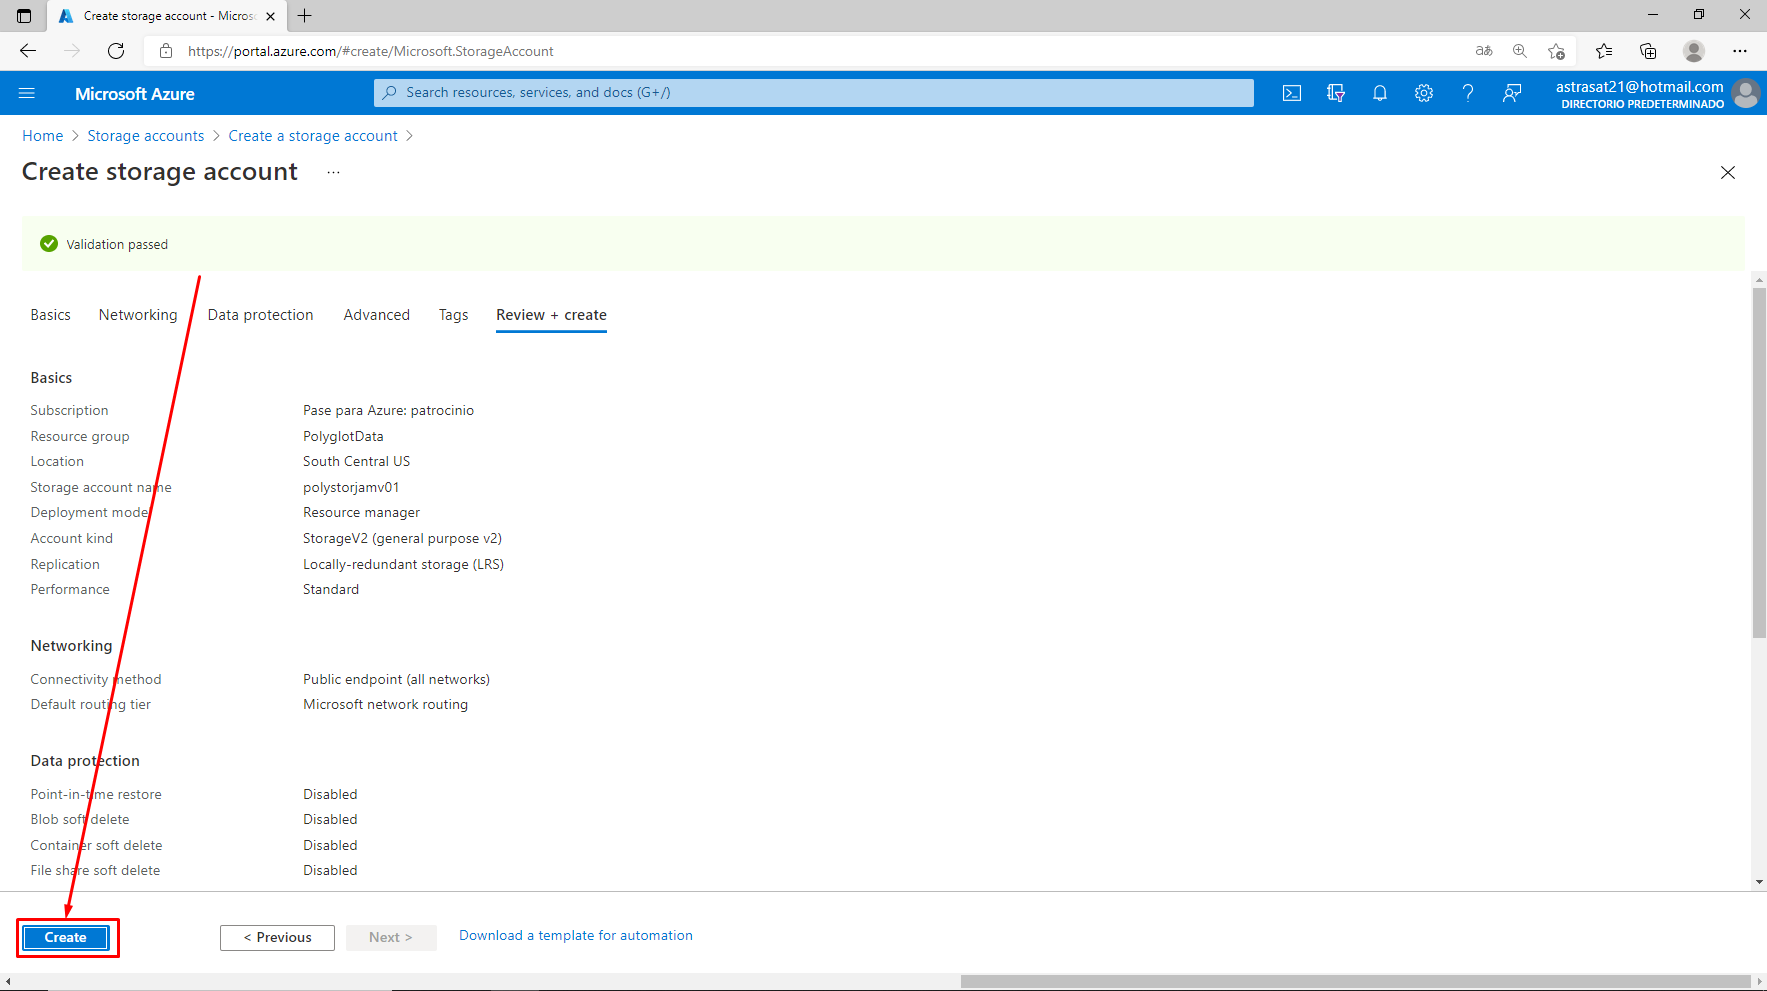 Create storage account - Micros
https://portal.azure.com/#create/Microsoft.StorageAccount
Microsoft Azure
Search resources, services, and docs (G+/)
astrasat21@hotmail.com
DIRECTORIO PREDETERMINADO
Home > Storage accounts > Create a storage account >
Create storage account ...
Validation passed
Basics Networking Data protection Advanced Tags Review + create
Basics
Subscription Pase para Azure: patrocinio
Resource group PolyglotData
Location South Central US
Storage account name polystorjamv01
Deployment model Resource manager
Account kind StorageV2 (general purpose v2)
Replication Locally-redundant storage (LRS)
Performance Standard
Networking
Connectivity method Public endpoint (all networks)
Default routing tier Microsoft network routing
Data protection
Point-in-time restore Disabled
Blob soft delete Disabled
Container soft delete Disabled
File share soft delete Disabled
Create < Previous Next > Download a template for automation